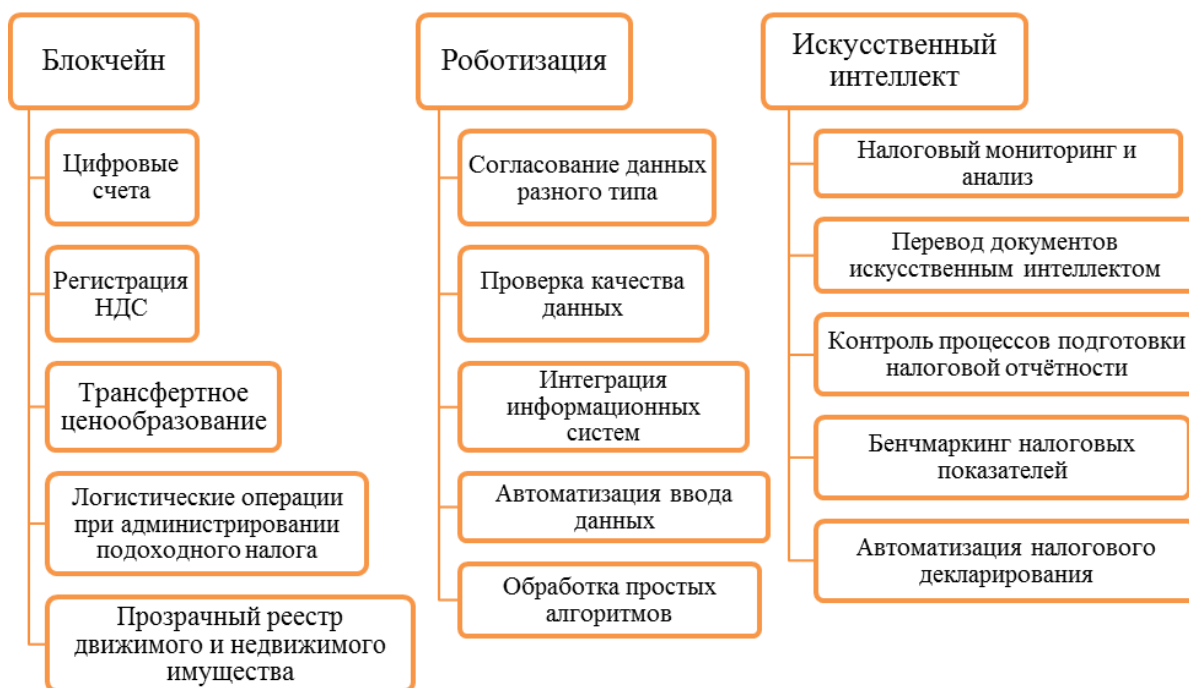 Блокчейн
Цифровые
счета
Регистрация
НДС
Трансфертное
ценообразование
Логистические операции
при администрировании
подоходного налога
Прозрачный реестр
движимого и недвижимого
имущества
Роботизация
Согласование данных
разного типа
Проверка качества
данных
Интеграция
информационных
систем
Автоматизация ввода
данных
Обработка простых
алгоритмов
Искусственный
интеллект
Налоговый мониторинг и
анализ
Перевод документов
искусственным интеллектом
Контроль процессов подготовки
налоговой отчётности
Бенчмаркинг налоговых
показателей
Автоматизация налогового
декларирования